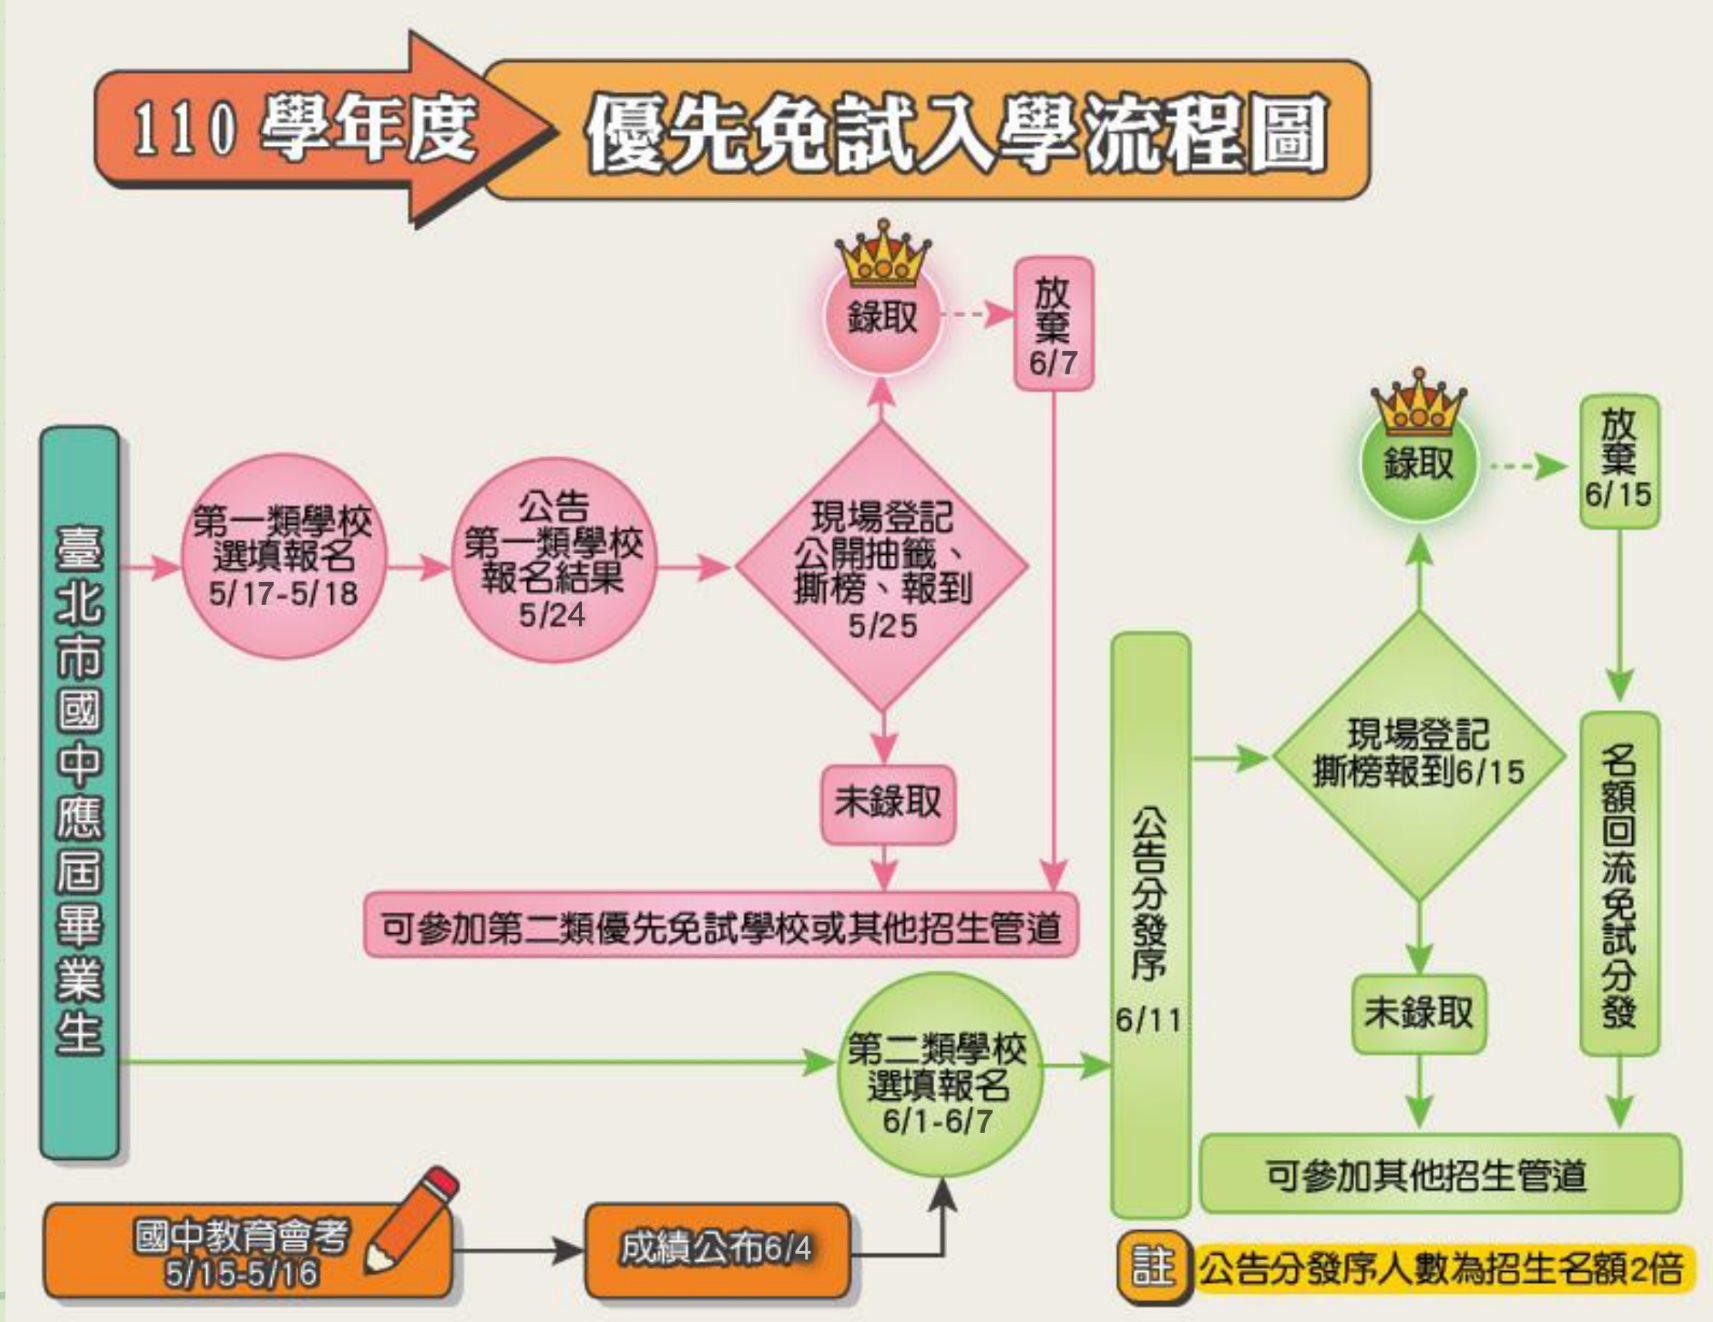 110 學年度
優先免試入學流程圖
錄取
放棄
6/7
錄取
放棄
6/15
臺北市國中應屆畢業生
第一類學校
選填報名
5/17-5/18
公告
第一類學校
報名結果
5/24
現場登記
公開抽籤、
撕榜、報到
5/25
未錄取
可參加第二類優先免試學校或其他招生管道
第二類學校
選填報名
6/1-6/7
公告分發序
6/11
現場登記
撕榜報到6/15
名額回流免試分發
未錄取
可參加其他招生管道
國中教育會考
5/15-5/16
成績公布6/4
註
公告分發序人數為招生名額2倍